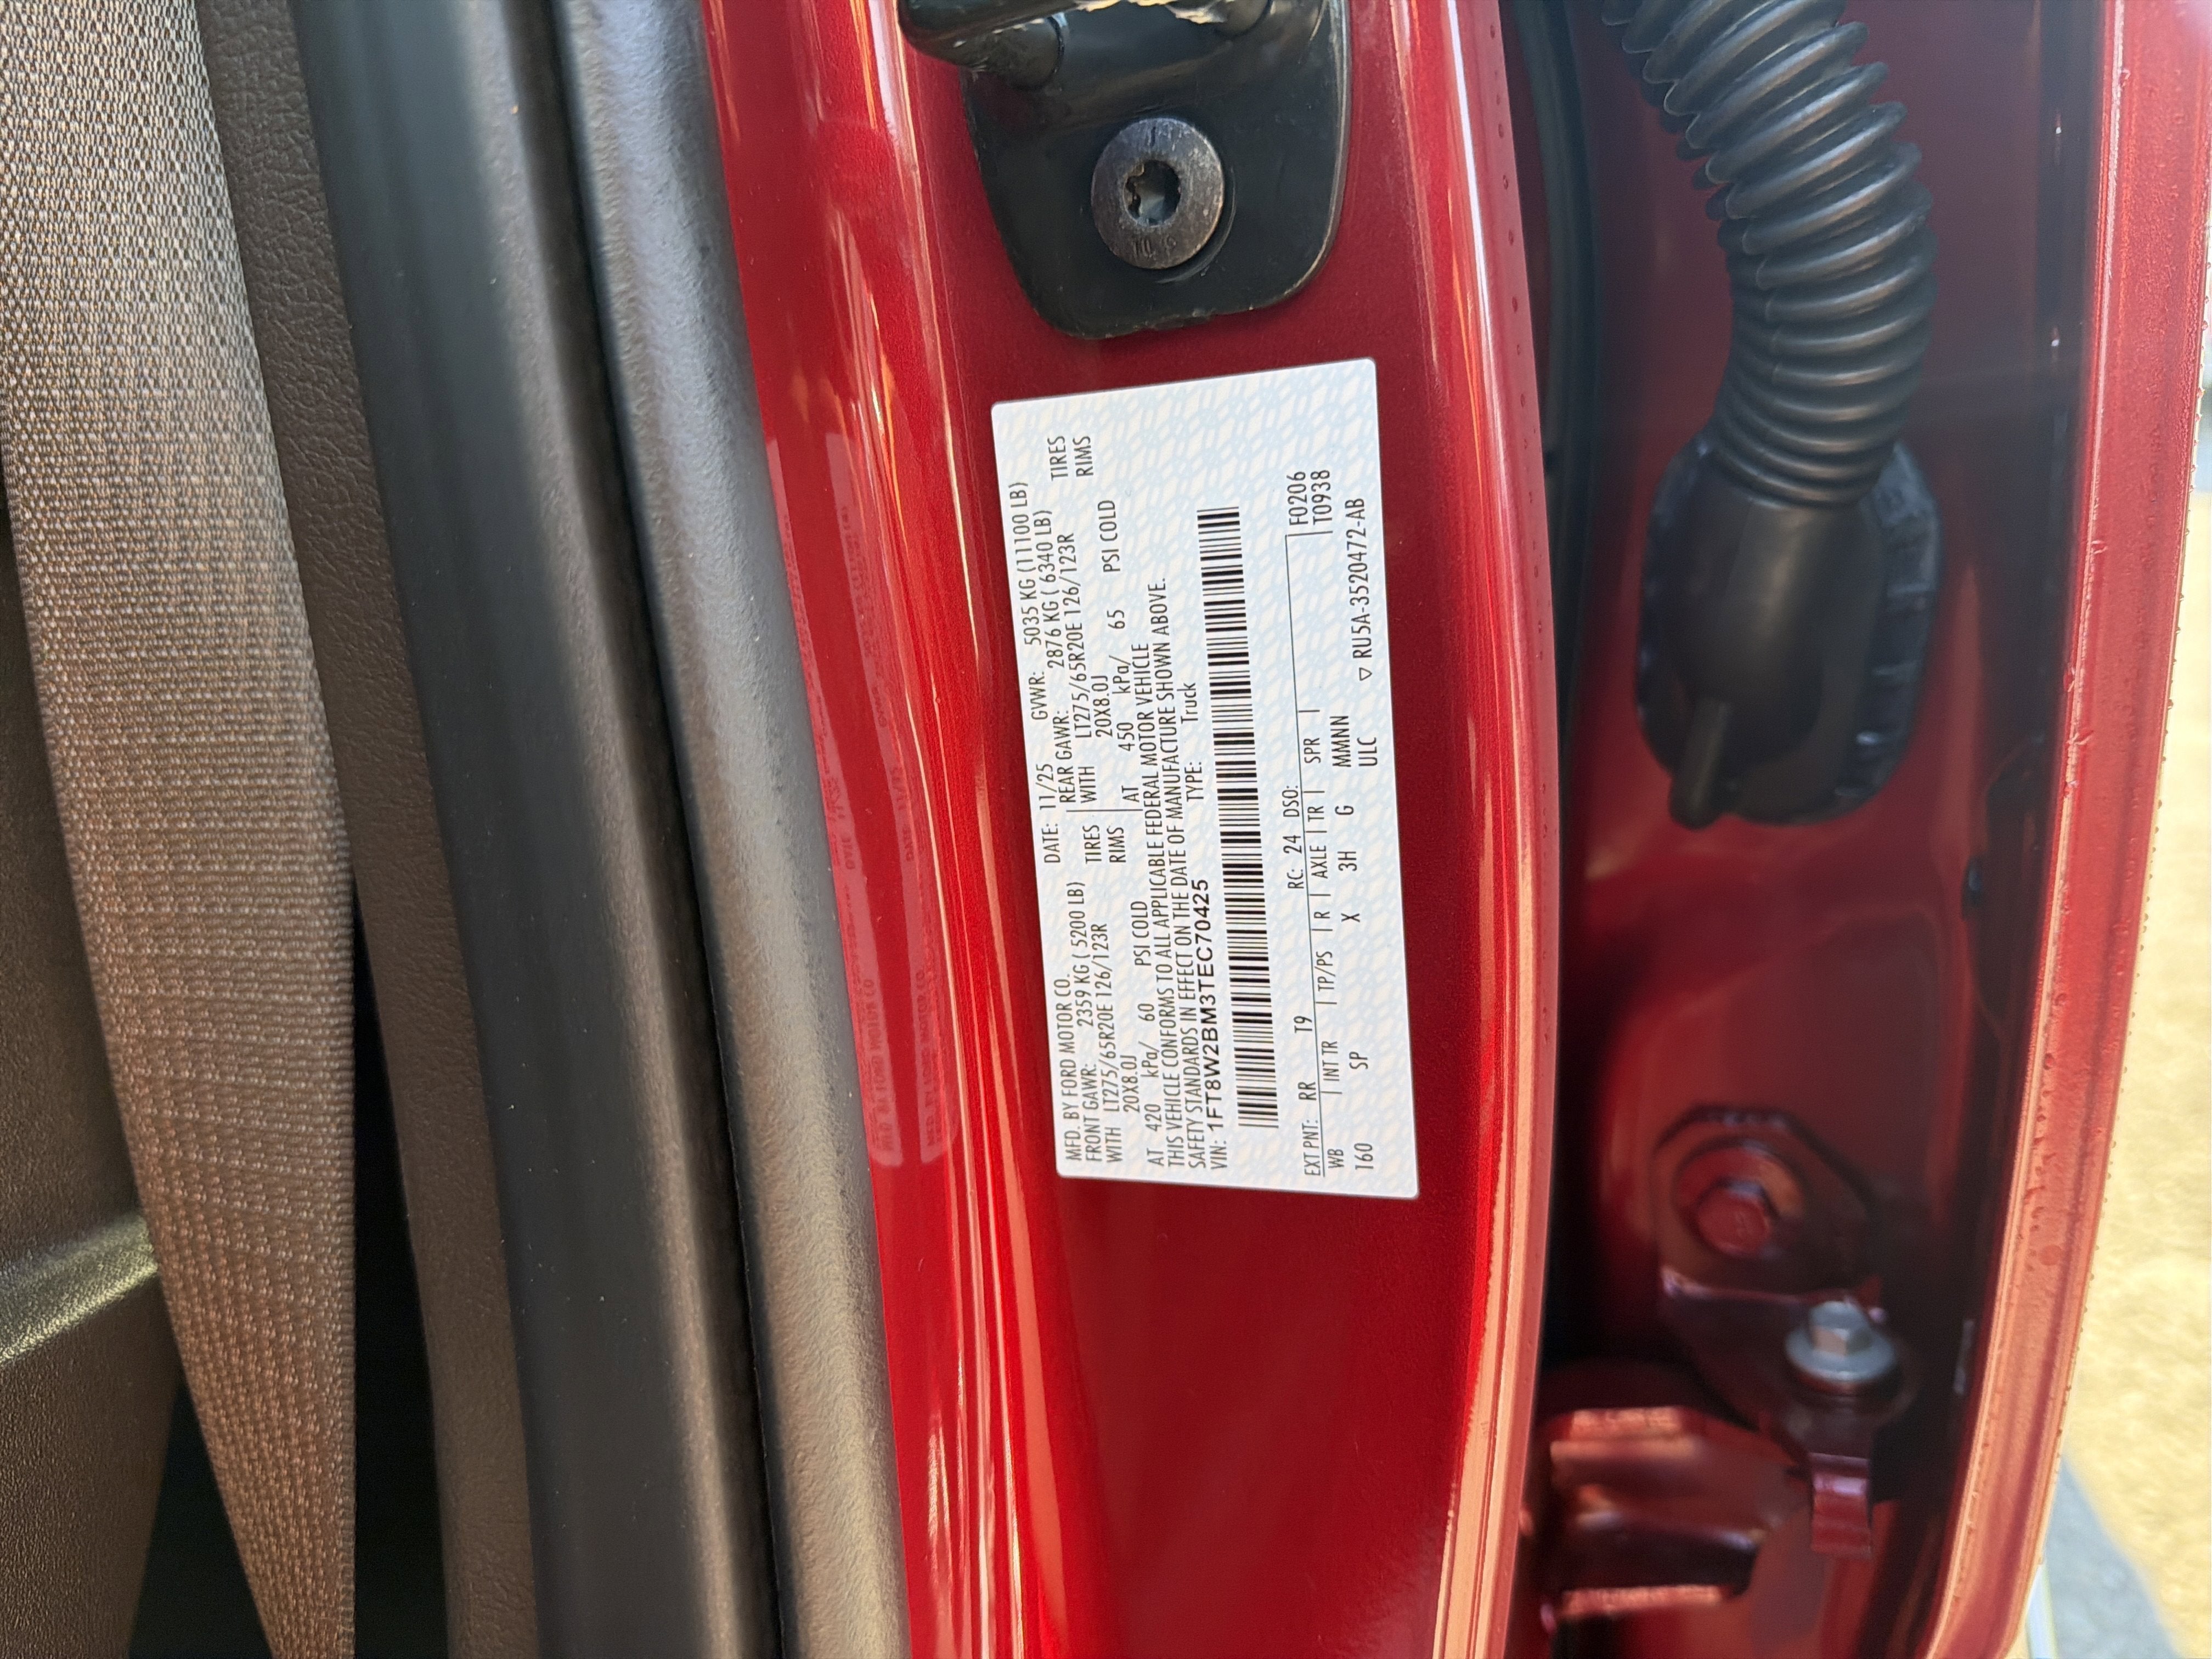 MFD. BY FORD MOTOR CO. DATE: 11/25 GVWR: 5035 KG (11100 LB)
FRONT GAWR: 2359 KG ( 5200 LB) REAR GAWR: 2876 KG ( 6340 LB)
WITH LT275/65R20E 126/123R TIRES WITH LT275/65R20E 126/123R TIRES
20X8.0J RIMS 20X8.0J RIMS
AT 420 kPa/ 60 PSI COLD AT 450 kPa/ 65 PSI COLD
THIS VEHICLE CONFORMS TO ALL APPLICABLE FEDERAL MOTOR VEHICLE
SAFETY STANDARDS IN EFFECT ON THE DATE OF MANUFACTURE SHOWN ABOVE.
VIN: 1FT8W2BM3TEC70425 TYPE: Truck
EXT PNT: RR T9 RC: 24 DSO: F0206
WB INT TR TP/PS R AXLE TR SPR T0938
160 SP X 3H G MMNN
ULC ▽ RU5A-3520472-AB